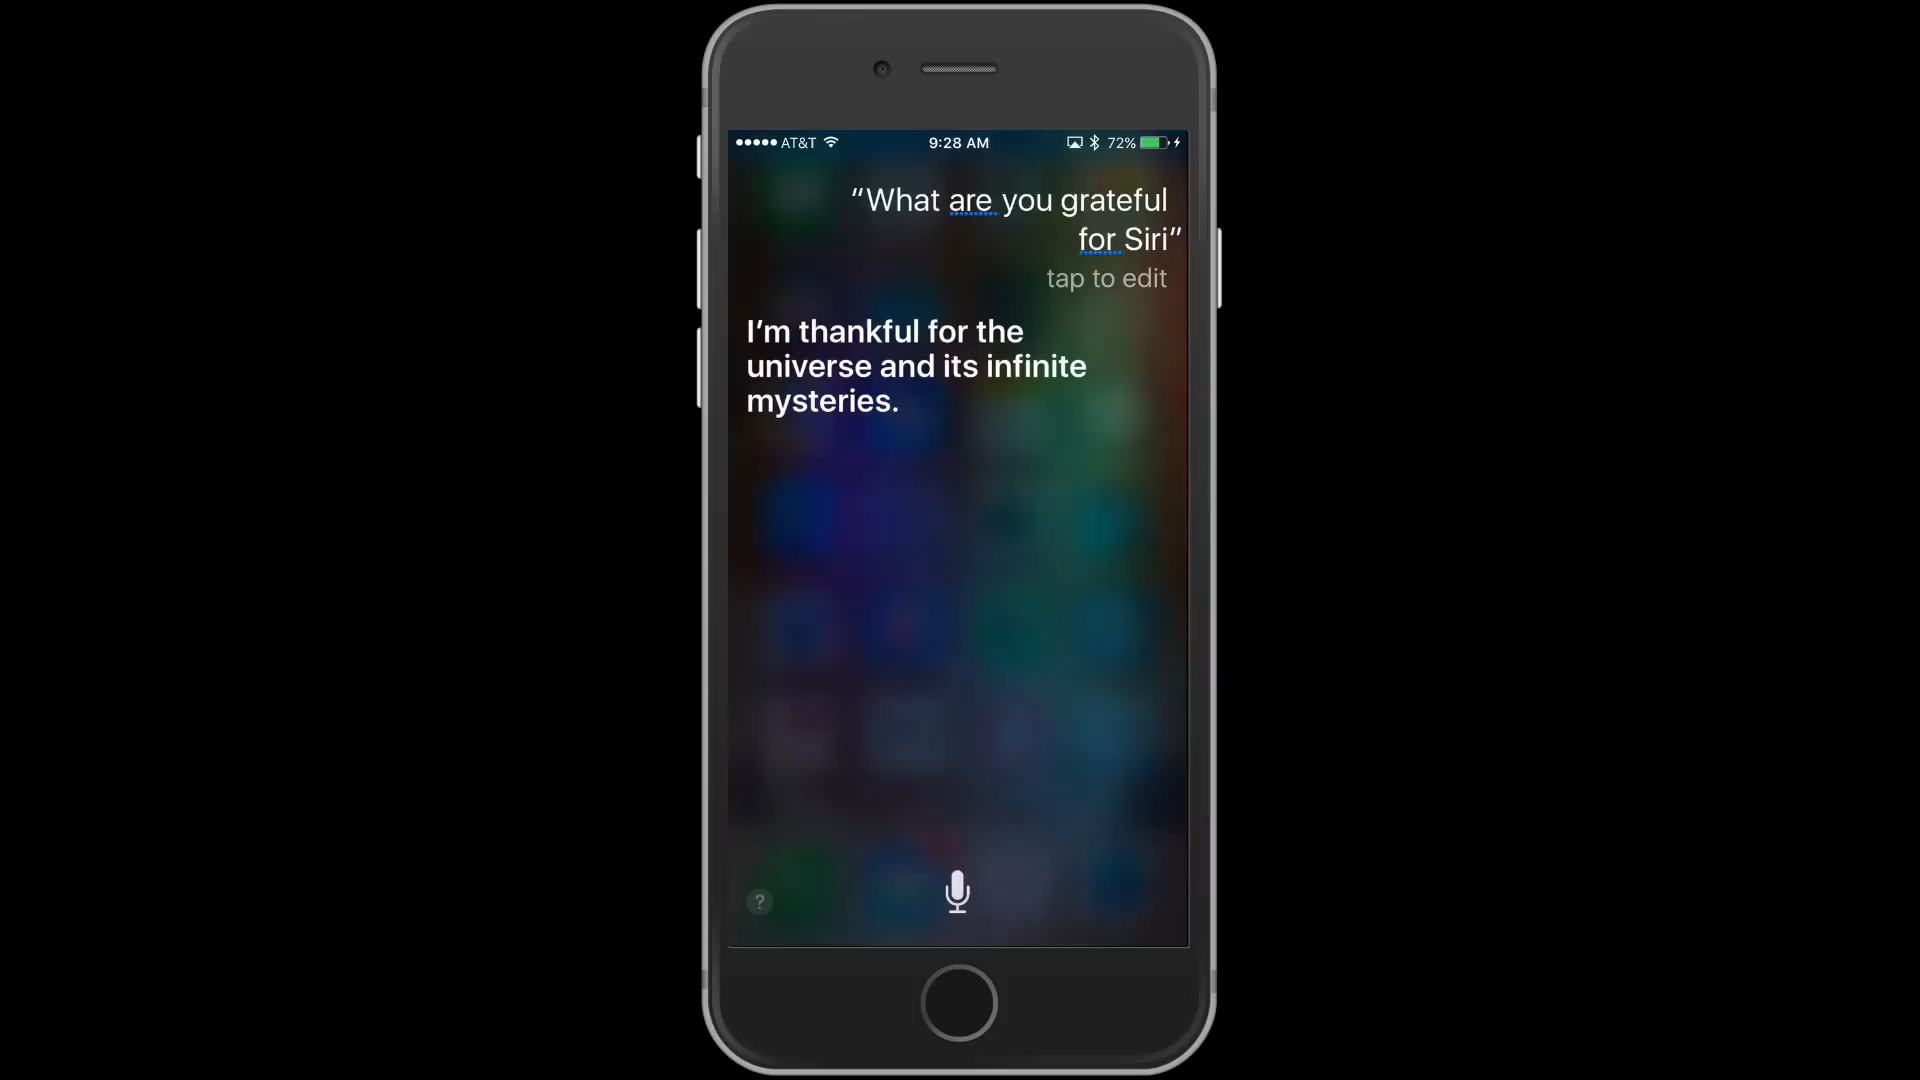 ●●●●● AT&T 9:28 AM 72%
“What are you grateful
for Siri”
tap to edit
I’m thankful for the
universe and its infinite
mysteries.
?